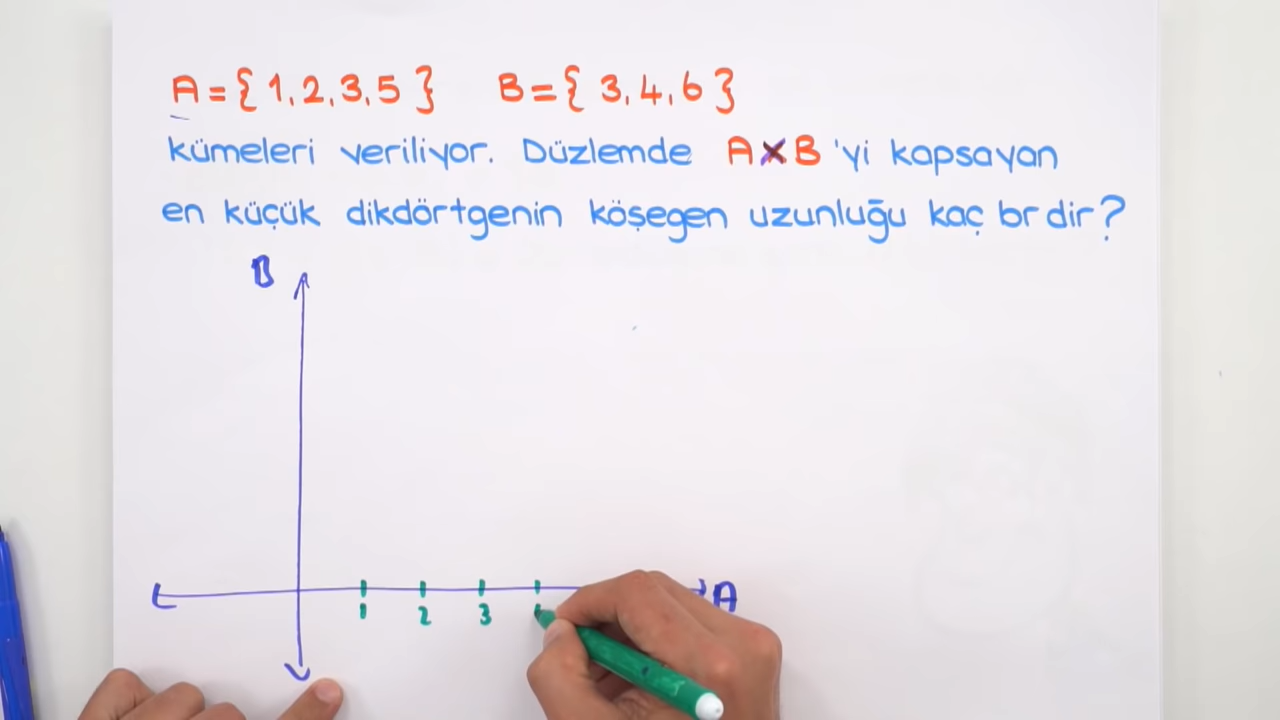 A = { 1, 2, 3, 5 } B = { 3, 4, 6 }
kümeleri veriliyor. Düzlemde A x B 'yi kapsayan
en küçük dikdörtgenin köşegen uzunluğu kaç br dir?
B
A
1 2 3